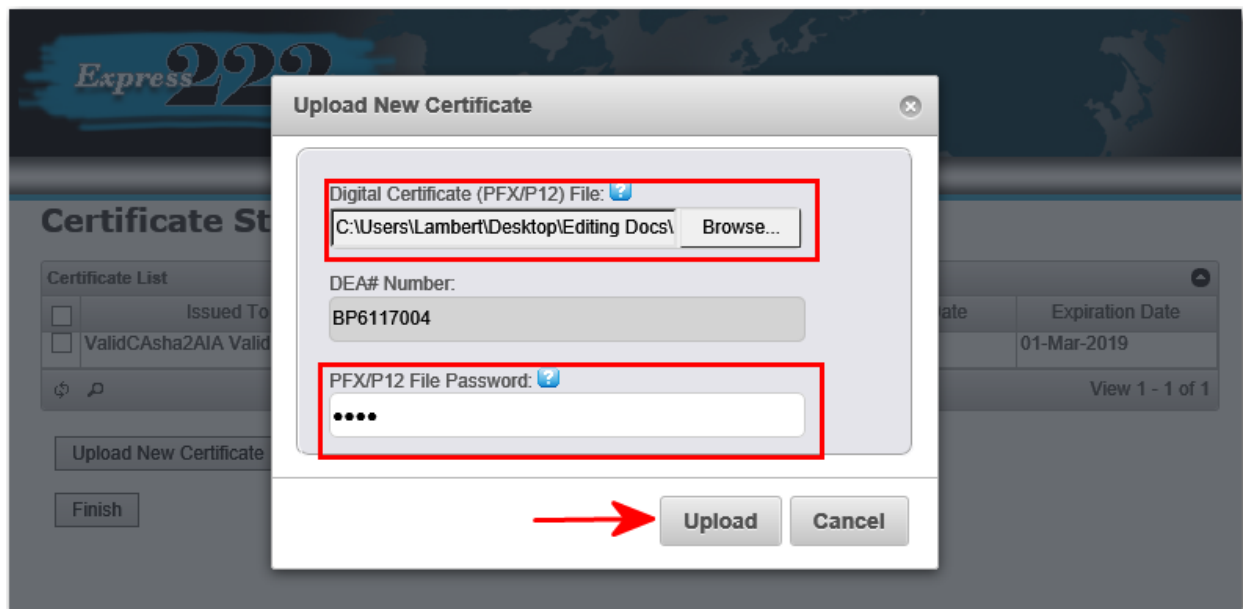 Express 222
Upload New Certificate
Digital Certificate (PFX/P12) File:
C:\Users\Lambert\Desktop\Editing Docs\ Browse...
Certificate St
Certificate List
DEA# Number:
BP6117004
Issued To ate Expiration Date
ValidCAsha2AIA Valid 01-Mar-2019
PFX/P12 File Password:
View 1 - 1 of 1
••••
Upload New Certificate
Finish
Upload Cancel